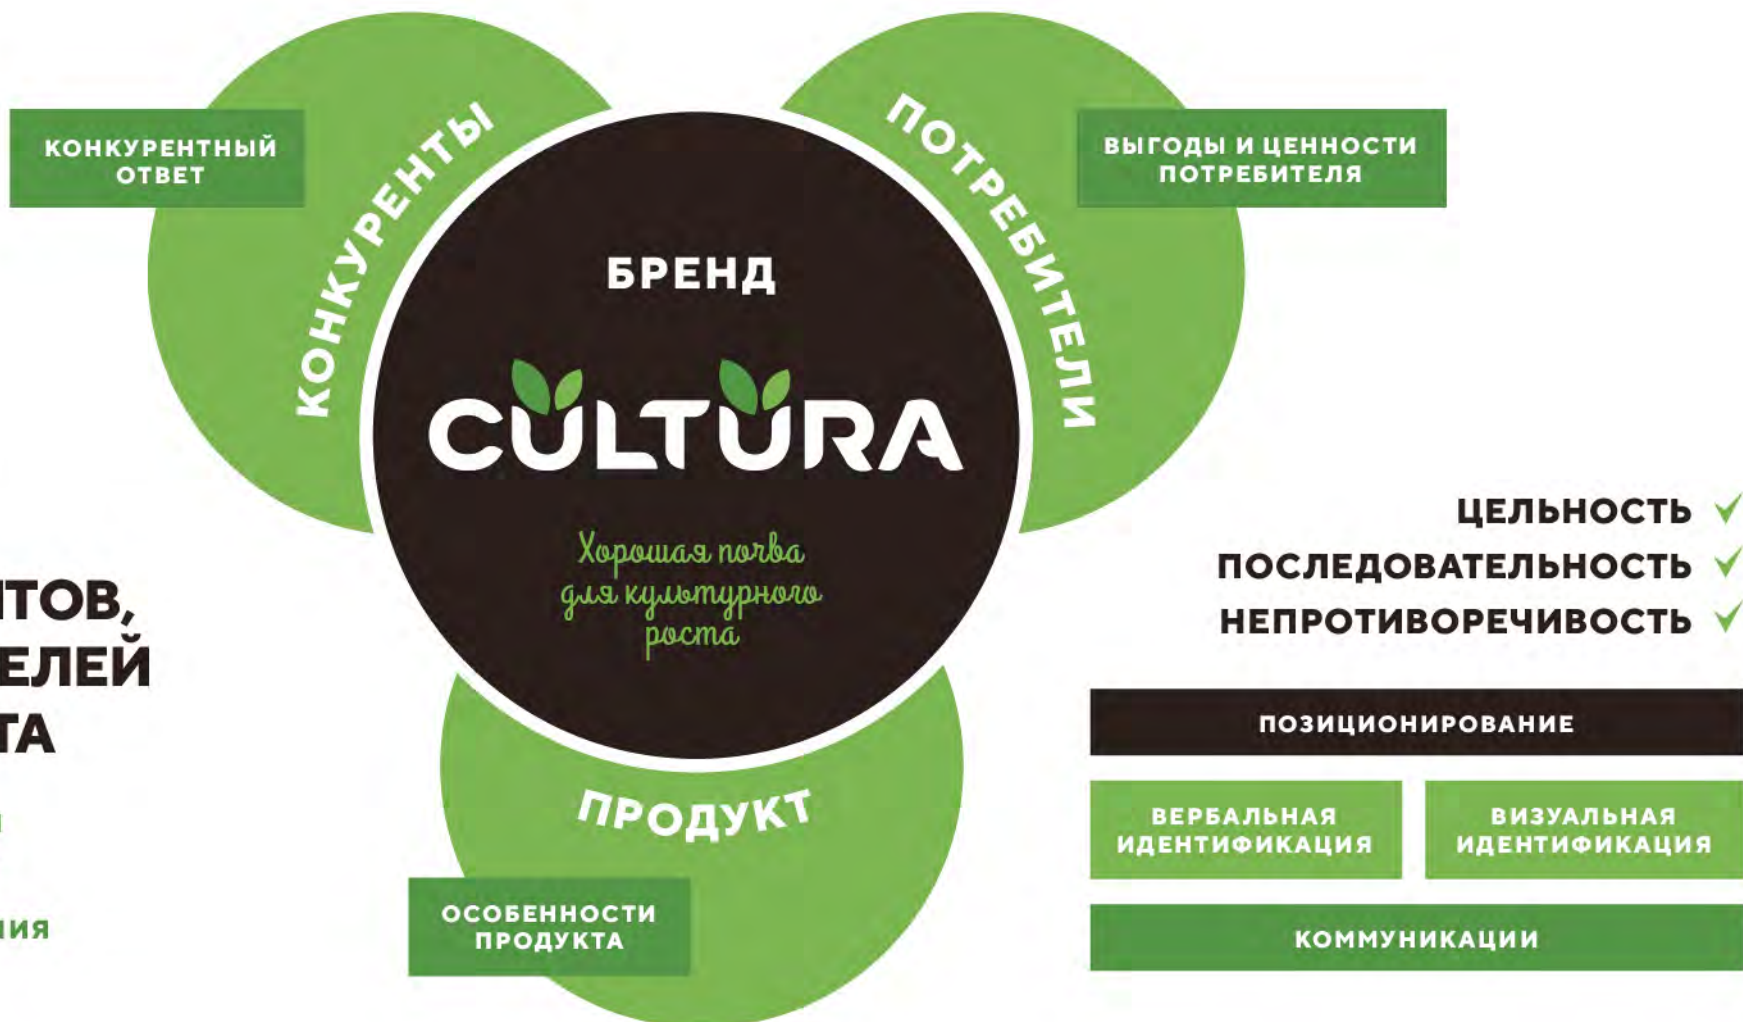 КОНКУРЕНТНЫЙ
ОТВЕТ
КОНКУРЕНТЫ
ПОТРЕБИТЕЛИ
ВЫГОДЫ И ЦЕННОСТИ
ПОТРЕБИТЕЛЯ
БРЕНД
CULTURA
Хорошая почва
для культурного
роста
ПРОДУКТ
ОСОБЕННОСТИ
ПРОДУКТА
ЦЕЛЬНОСТЬ
ПОСЛЕДОВАТЕЛЬНОСТЬ
НЕПРОТИВОРЕЧИВОСТЬ
ПОЗИЦИОНИРОВАНИЕ
ВЕРБАЛЬНАЯ
ИДЕНТИФИКАЦИЯ
ВИЗУАЛЬНАЯ
ИДЕНТИФИКАЦИЯ
КОММУНИКАЦИИ